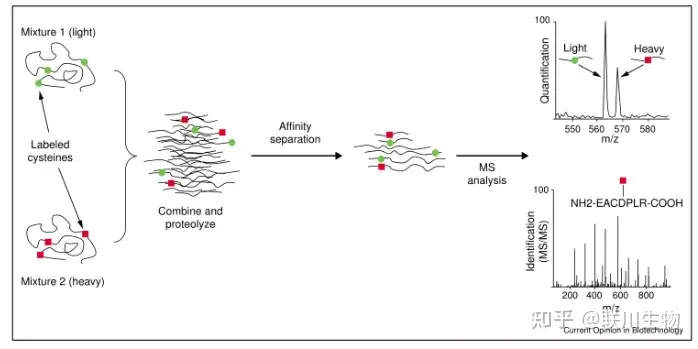 Mixture 1 (light)
Labeled
cysteines
Mixture 2 (heavy)
Combine and
proteolyze
Affinity
separation
MS
analysis
Quantification
100
0
Light
Heavy
550 560 570 580
m/z
100
NH2-EACDPLR-COOH
Identification
(MS/MS)
0
200 400 600 800
m/z
知乎 @联川生物
Current Opinion in Biotechnology